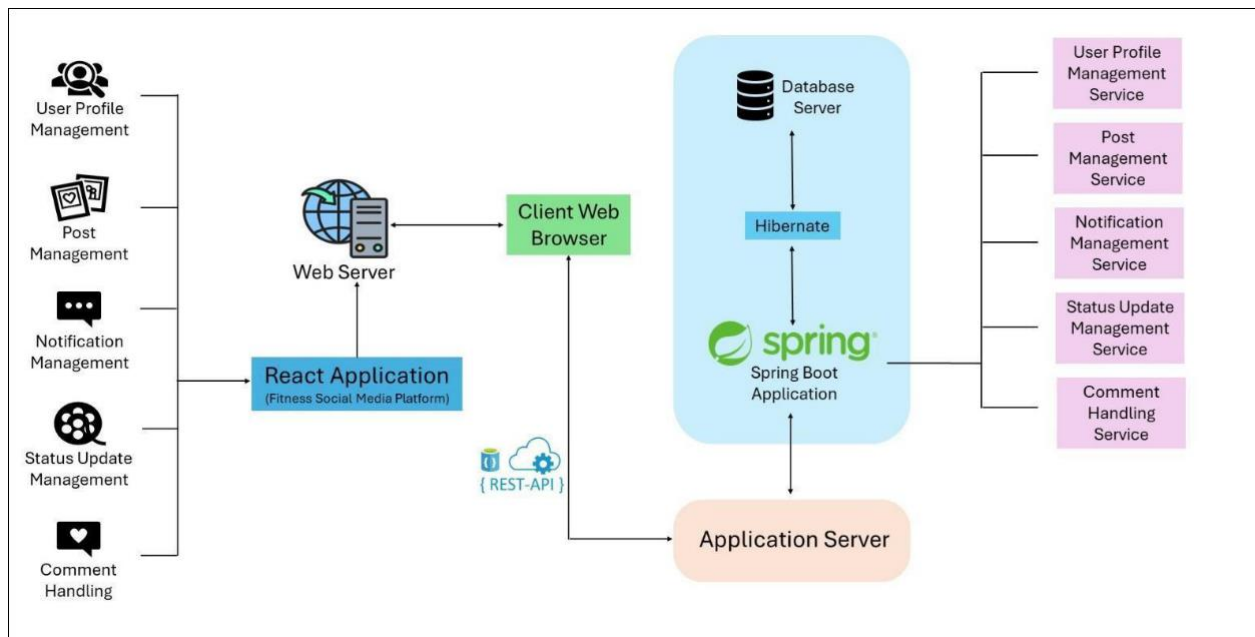 User Profile
Management
Post
Management
Notification
Management
Status Update
Management
Comment
Handling
Web Server
React Application
(Fitness Social Media Platform)
Client Web
Browser
{ REST-API }
Database
Server
Hibernate
spring
Spring Boot
Application
Application Server
User Profile
Management
Service
Post
Management
Service
Notification
Management
Service
Status Update
Management
Service
Comment
Handling
Service